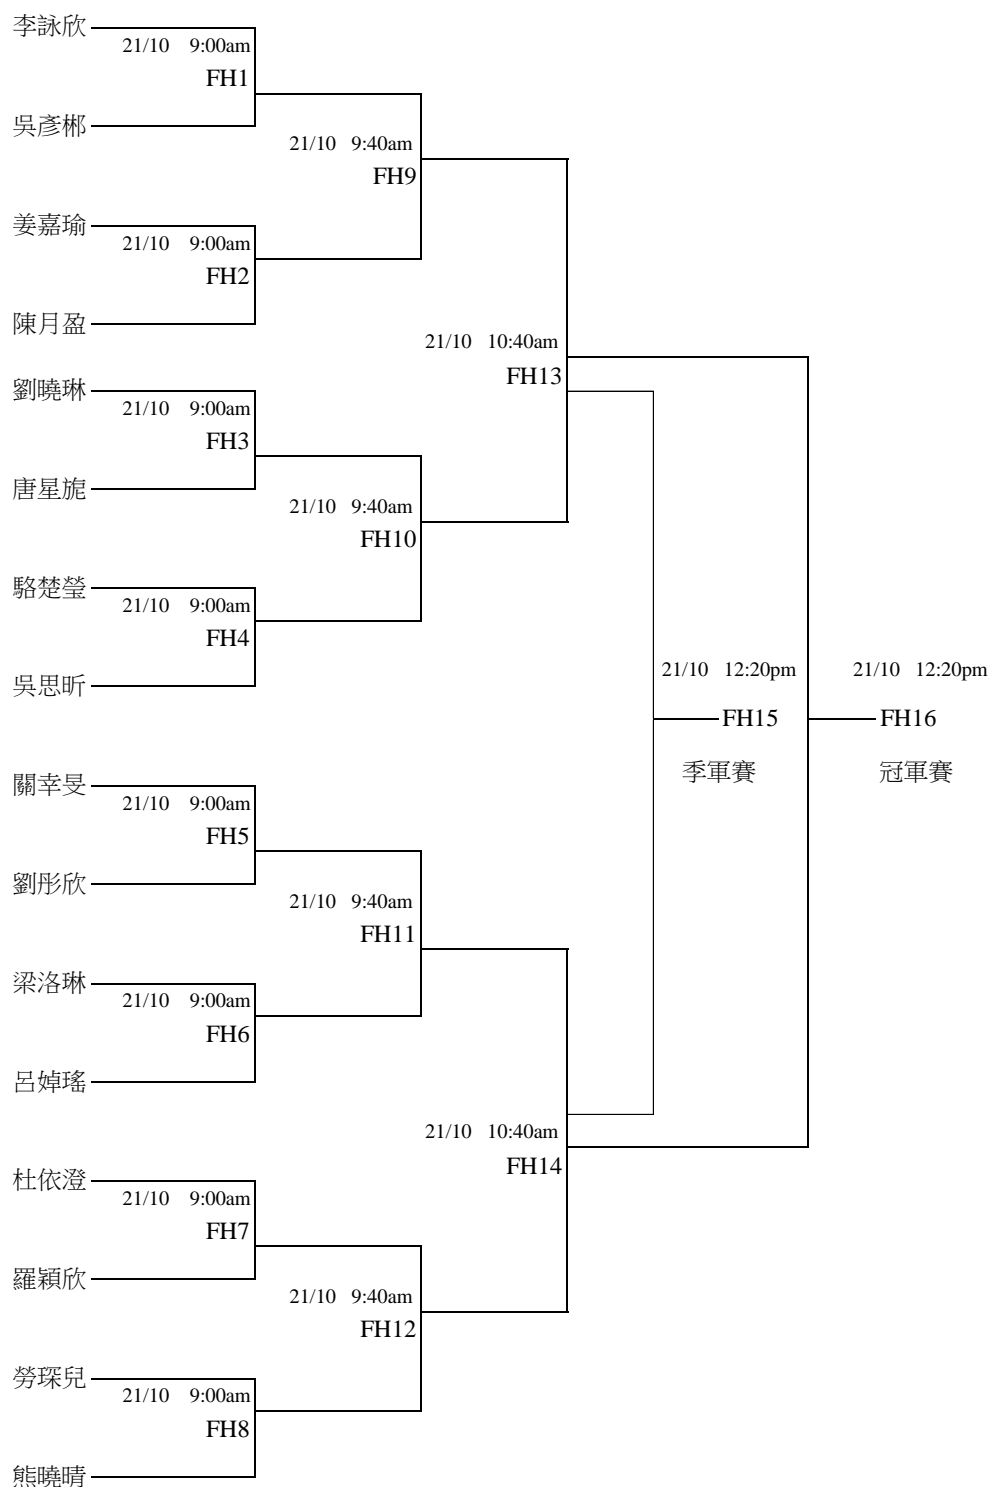 李詠欣
21/10 9:00am
FH1
吳彥郴
21/10 9:40am
FH9
姜嘉瑜
21/10 9:00am
FH2
陳月盈
21/10 10:40am
FH13
劉曉琳
21/10 9:00am
FH3
唐星旎
21/10 9:40am
FH10
駱楚瑩
21/10 9:00am
FH4
吳思昕
21/10 12:20pm
FH15
季軍賽
21/10 12:20pm
FH16
冠軍賽
關幸旻
21/10 9:00am
FH5
劉彤欣
21/10 9:40am
FH11
梁洛琳
21/10 9:00am
FH6
呂婥瑤
21/10 10:40am
FH14
杜依澄
21/10 9:00am
FH7
羅穎欣
21/10 9:40am
FH12
勞琛兒
21/10 9:00am
FH8
熊曉晴